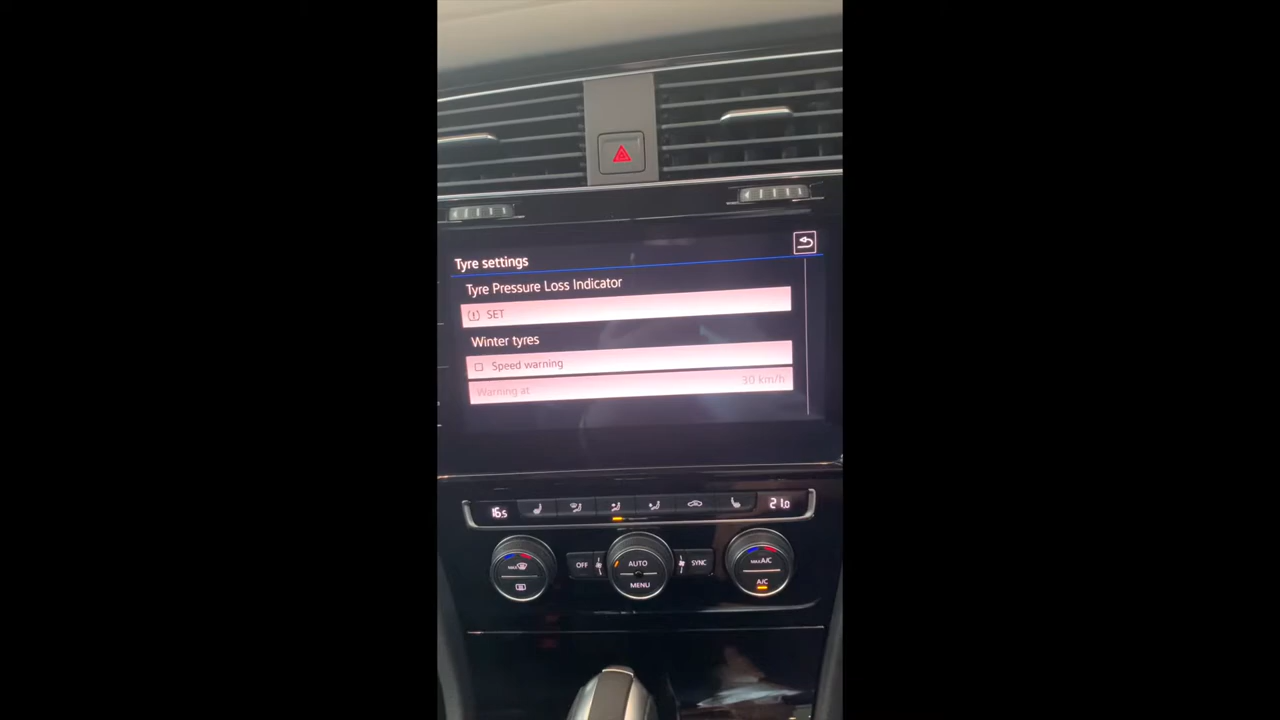 Tyre settings
Tyre Pressure Loss Indicator
SET
Winter tyres
Speed warning
Warning at 30 km/h
16.5 21.0
MAX OFF AUTO SYNC MAX A/C
MENU A/C